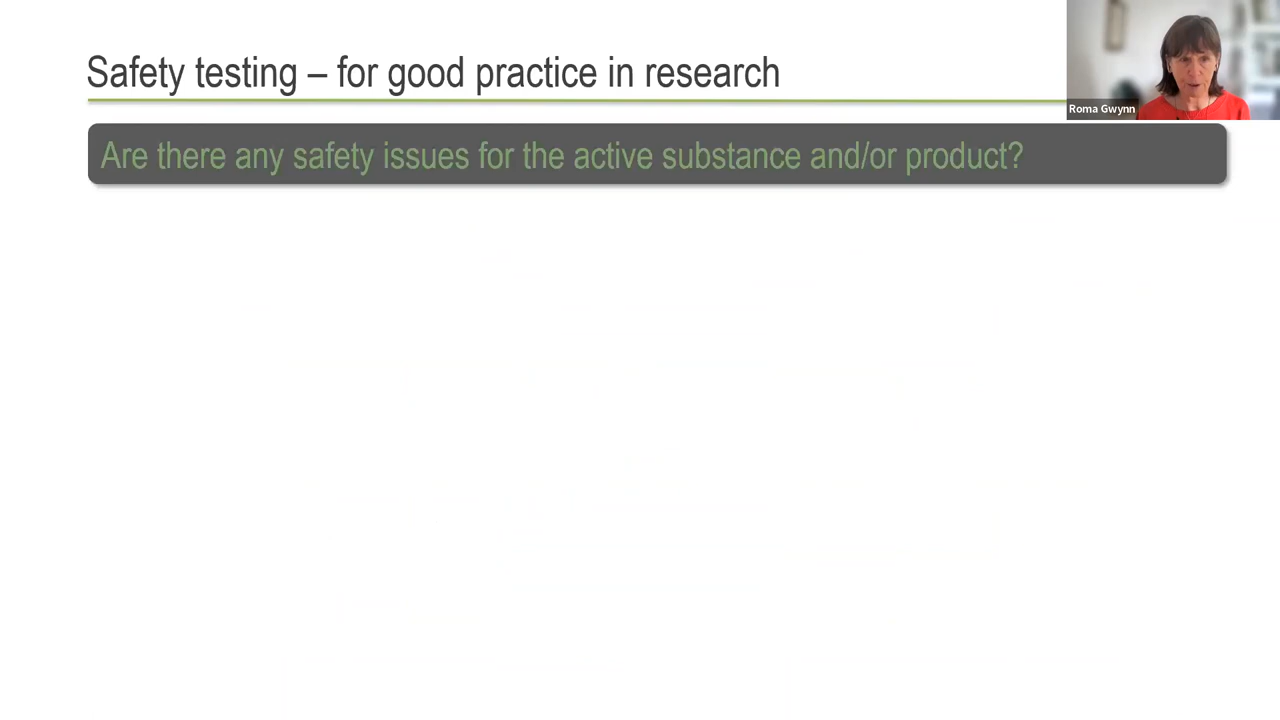 Safety testing – for good practice in research
Roma Gwynn
Are there any safety issues for the active substance and/or product?